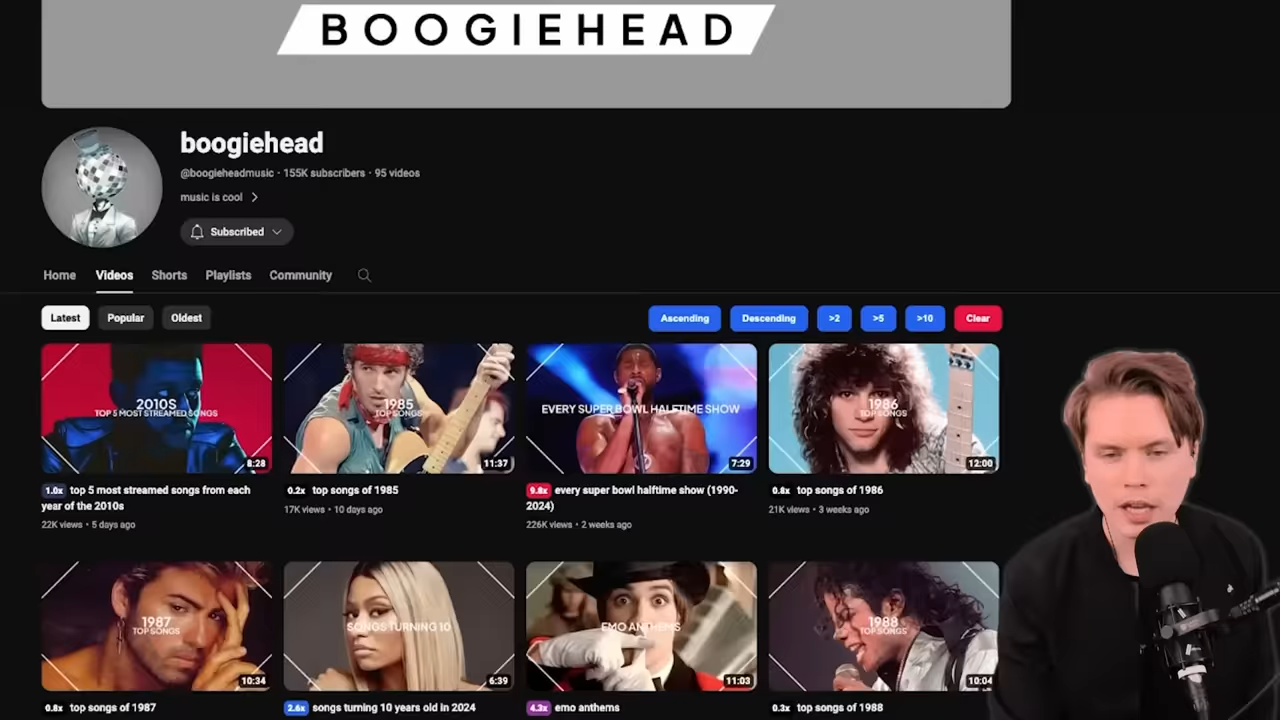 BOOGIEHEAD
boogiehead
@boogieheadmusic · 155K subscribers · 95 videos
music is cool
Subscribed
Home Videos Shorts Playlists Community
Latest Popular Oldest Ascending Descending >2 >5 >10 Clear
2010S
TOP 5 MOST STREAMED SONGS
8:28
1985
TOP SONGS
11:37
EVERY SUPER BOWL HALFTIME SHOW
7:29
1986
TOP SONGS
12:00
1.0x top 5 most streamed songs from each
year of the 2010s
22K views · 5 days ago
0.2x top songs of 1985
17K views · 10 days ago
9.8x every super bowl halftime show (1990-
2024)
226K views · 2 weeks ago
0.8x top songs of 1986
21K views · 3 weeks ago
1987
TOP SONGS
10:34
SONGS TURNING 10
6:39
EMO ANTHEMS
11:03
1988
TOP SONGS
10:04
0.8x top songs of 1987
2.6x songs turning 10 years old in 2024
4.3x emo anthems
0.3x top songs of 1988